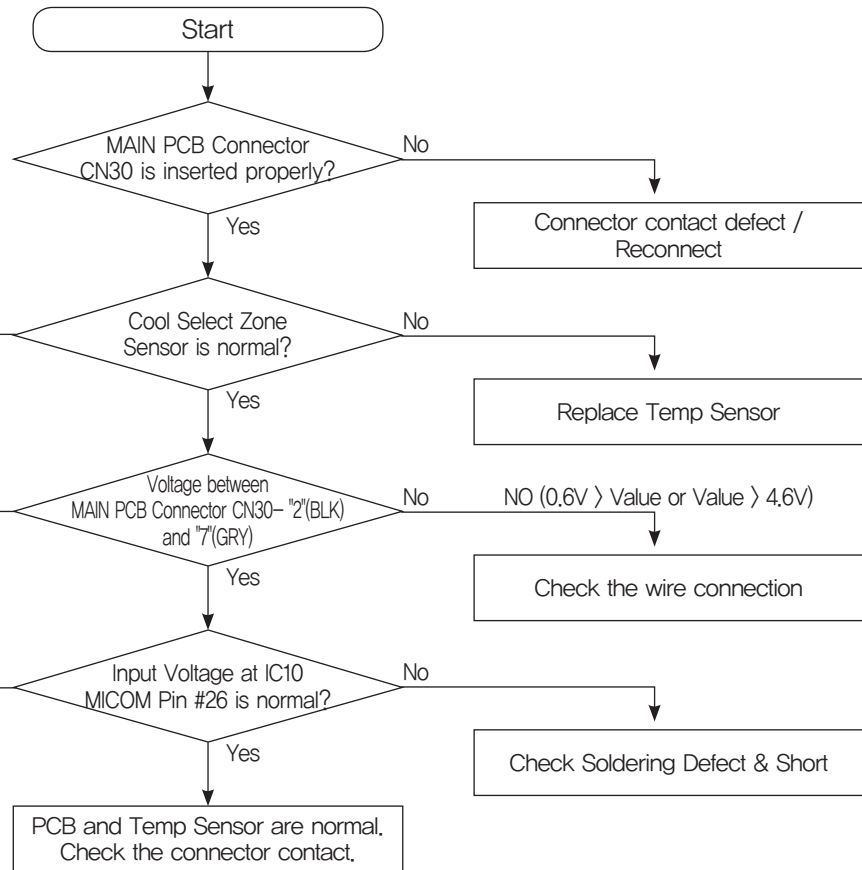 Start
MAIN PCB Connector
CN30 is inserted properly?
No
Yes
Connector contact defect /
Reconnect
Cool Select Zone
Sensor is normal?
No
Yes
Replace Temp Sensor
Voltage between
MAIN PCB Connector CN30- "2"(BLK)
and "7"(GRY)
No
NO (0.6V > Value or Value > 4.6V)
Yes
Check the wire connection
Input Voltage at IC10
MICOM Pin #26 is normal?
No
Yes
Check Soldering Defect & Short
PCB and Temp Sensor are normal.
Check the connector contact.